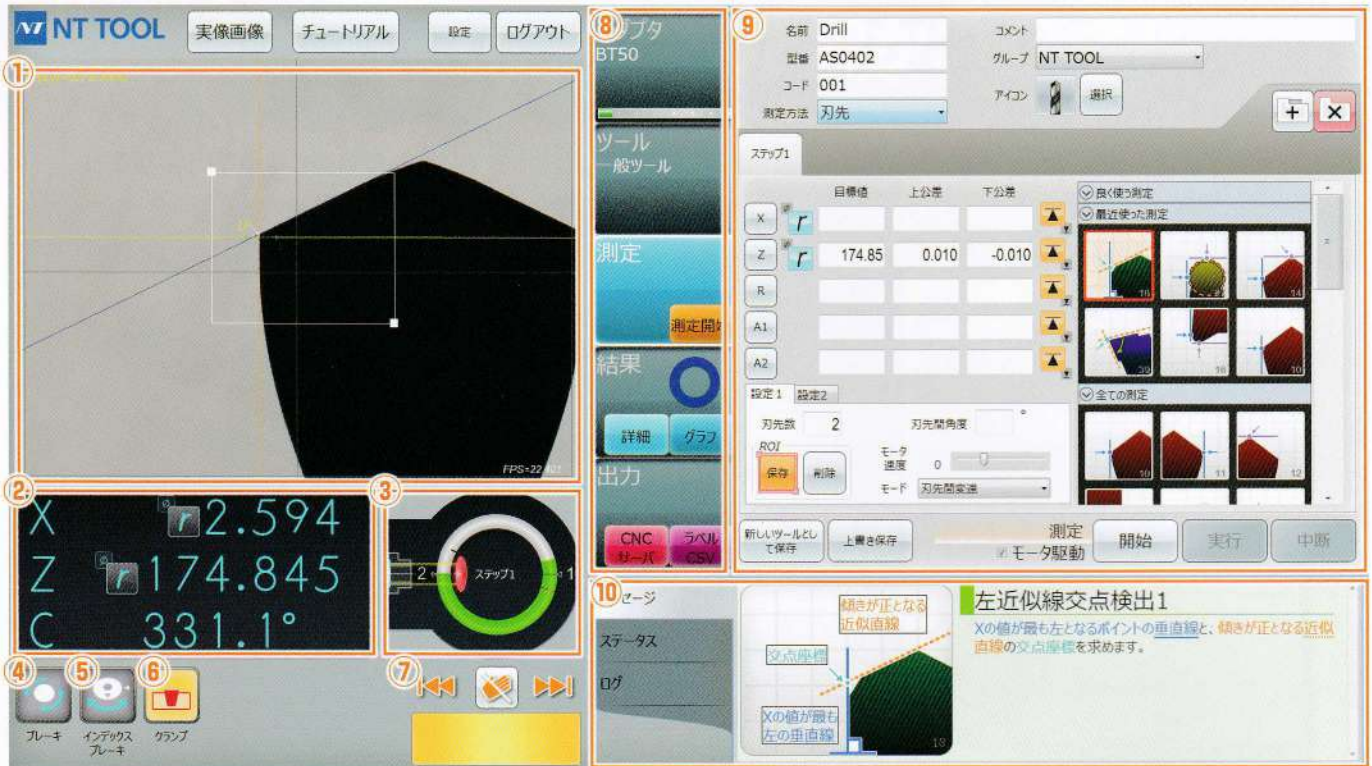 NT NT TOOL
実像画像
チュートリアル
設定
ログアウト
①
FPS=22.401
②
X r 2.594
Z r 174.845
C 331.1°
③
2 ステップ1 1
④
ブレーキ
⑤
インデックス
ブレーキ
⑥
クランプ
⑦
⑧
BT50
ツール
一般ツール
測定
測定開始
結果
詳細
グラフ
出力
CNC
サーバ
ラベル
CSV
⑨
名前 Drill
型番 AS0402
コード 001
測定方法 刃先
コメント
グループ NT TOOL
アイコン 選択
ステップ1
目標値 上公差 下公差
X r
Z r 174.85 0.010 -0.010
R
A1
A2
設定1 設定2
刃先数 2
刃先間角度 °
ROI
保存 削除
モータ
速度 0
モード 刃先間変速
良く使う測定
最近使った測定
16 14
39 16 10
全ての測定
10 11 12
新しいツールとし
て保存
上書き保存
測定
モータ駆動
開始 実行 中断
⑩
ステータス
ログ
傾きが正となる
近似直線
交点座標
Xの値が最も
左の垂直線
13
左近似線交点検出1
Xの値が最も左となるポイントの垂直線と、傾きが正となる近似
直線の交点座標を求めます。